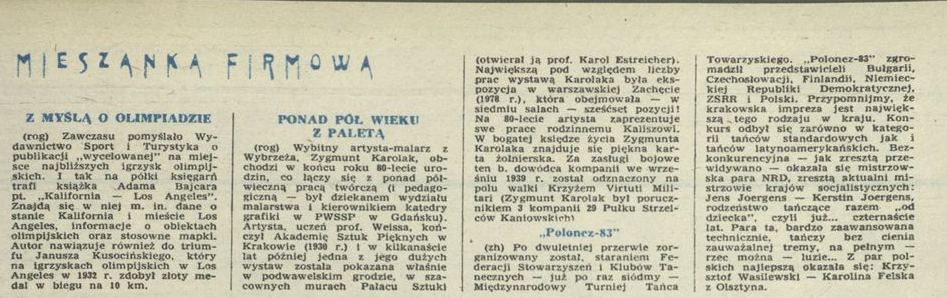 MIESZANKA FIRMOWA
Z MYŚLĄ O OLIMPIADZIE
(rog) Zawczasu pomyślało Wy-
dawnictwo Sport i Turystyka o
publikacji „wycelowanej" na miej-
sce najbliższych igrzysk olimpij-
skich. I tak na półki księgarń
trafi książka Adama Bajcara
pt. „Kalifornia — Los Angeles".
Znajdą się w niej m. in. dane o
stanie Kalifornia i mieście Los
Angeles, informacje o obiektach
olimpijskich oraz stosowne mapki.
Autor nawiązuje również do trium-
fu Janusza Kusocińskiego, który
na igrzyskach olimpijskich w Los
Angeles w 1932 r. zdobył złoty me-
dal w biegu na 10 km.
PONAD PÓŁ WIEKU
Z PALETĄ
(rog) Wybitny artysta-malarz z
Wybrzeża, Zygmunt Karolak, ob-
chodzi w końcu roku 80-lecie uro-
dzin, co łączy się z ponad pół-
wieczną pracą twórczą (i pedago-
giczną — był dziekanem wydziału
malarstwa i kierownikiem katedry
grafiki w PWSSP w Gdańsku).
Artysta, uczeń prof. Weissa, koń-
czył Akademię Sztuk Pięknych w
Krakowie (1930 r.) i w kilkanaście
lat później jedna z jego dużych
wystaw została pokazana właśnie
w podwawelskim grodzie, w sza-
cownych murach Pałacu Sztuki
(otwierał ją prof. Karol Estreicher).
Największą pod względem liczby
prac wystawą Karolaka była eks-
pozycja w warszawskiej Zachęcie
(1978 r.), która obejmowała — w
siedmiu salach — sześćset pozycji!
Na 80-lecie artysta zaprezentuje
swe prace rodzinnemu Kaliszowi.
W bogatej księdze życia Zygmunta
Karolaka znajduje się piękna kar-
ta żołnierska. Za zasługi bojowe
ten b. dowódca kompanii we wrze-
śniu 1939 r. został odznaczony na
polu walki Krzyżem Virtuti Mili-
tari (Zygmunt Karolak był porucz-
nikiem 3 kompanii 29 Pułku Strzel-
ców Kaniowskich)
„Polonez-83"
(zh) Po dwuletniej przerwie zor-
ganizowany został, staraniem Fe-
deracji Stowarzyszeń i Klubów Ta-
necznych — już po raz siódmy —
Międzynarodowy Turniej Tańca
Towarzyskiego. „Polonez-83" zgro-
madził przedstawicieli Bułgarii,
Czechosłowacji, Finlandii, Niemiec-
kiej Republiki Demokratycznej,
ZSRR i Polski. Przypomnijmy, że
krakowska impreza jest najwięk-
szą tego rodzaju w kraju. Kon-
kurs odbył się zarówno w katego-
rii tańców standardowych jak i
tańców latynoamerykańskich. Bez-
konkurencyjna — jak zresztą prze-
widywano — okazała się mistrzow-
ska para NRD, zresztą aktualni mi-
strzowie krajów socjalistycznych:
Jens Joergens — Kerstin Joergens,
rodzeństwo tańczące razem „od
dziecka", czyli już... czternaście
lat. Para ta, bardzo zaawansowana
technicznie, tańczy bez cienia
zauważalnej tremy, na pełnym —
rzec można — luzie... Z par pol-
skich najlepszą okazała się: Krzy-
sztof Wasilewski — Karolina Felska
z Olsztyna.